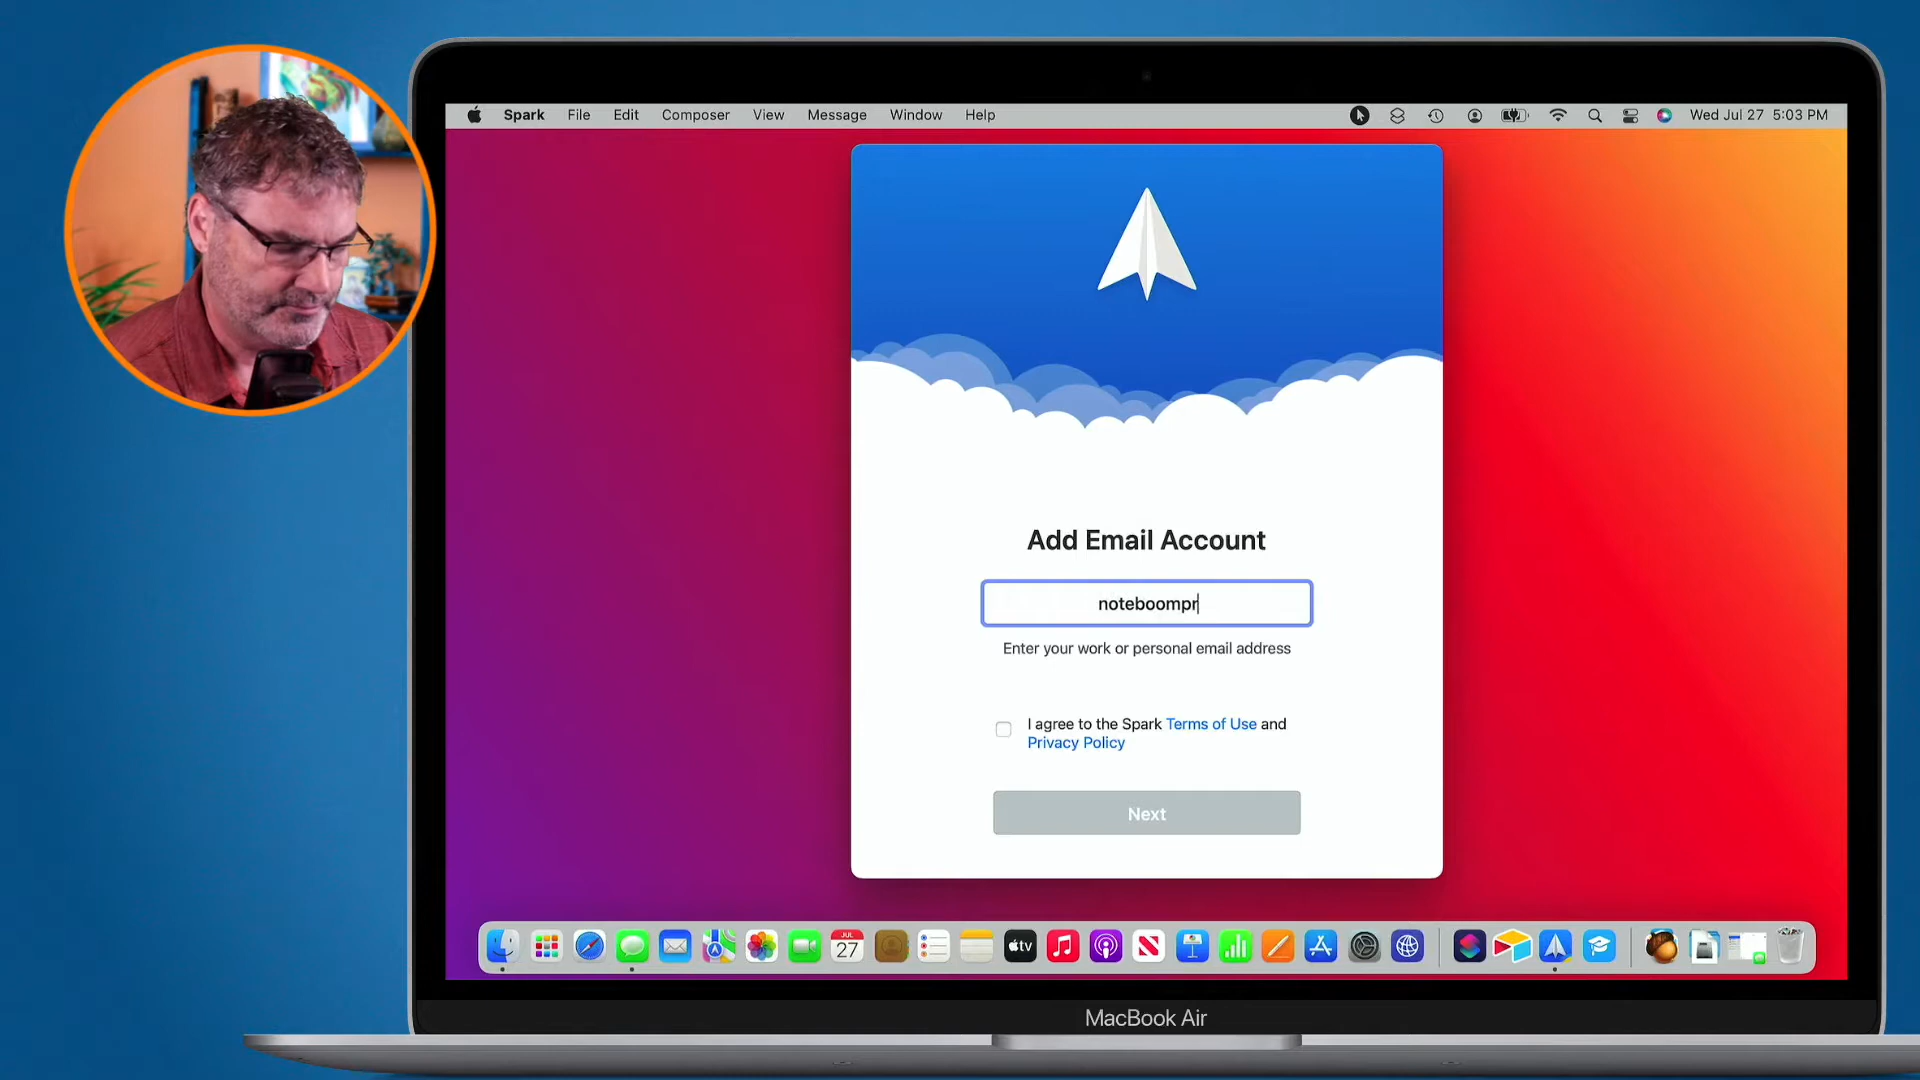 Spark File Edit Composer View Message Window Help Wed Jul 27 5:03 PM
Add Email Account
noteboompr
Enter your work or personal email address
I agree to the Spark Terms of Use and
Privacy Policy
Next
JUL
27
tv
MacBook Air